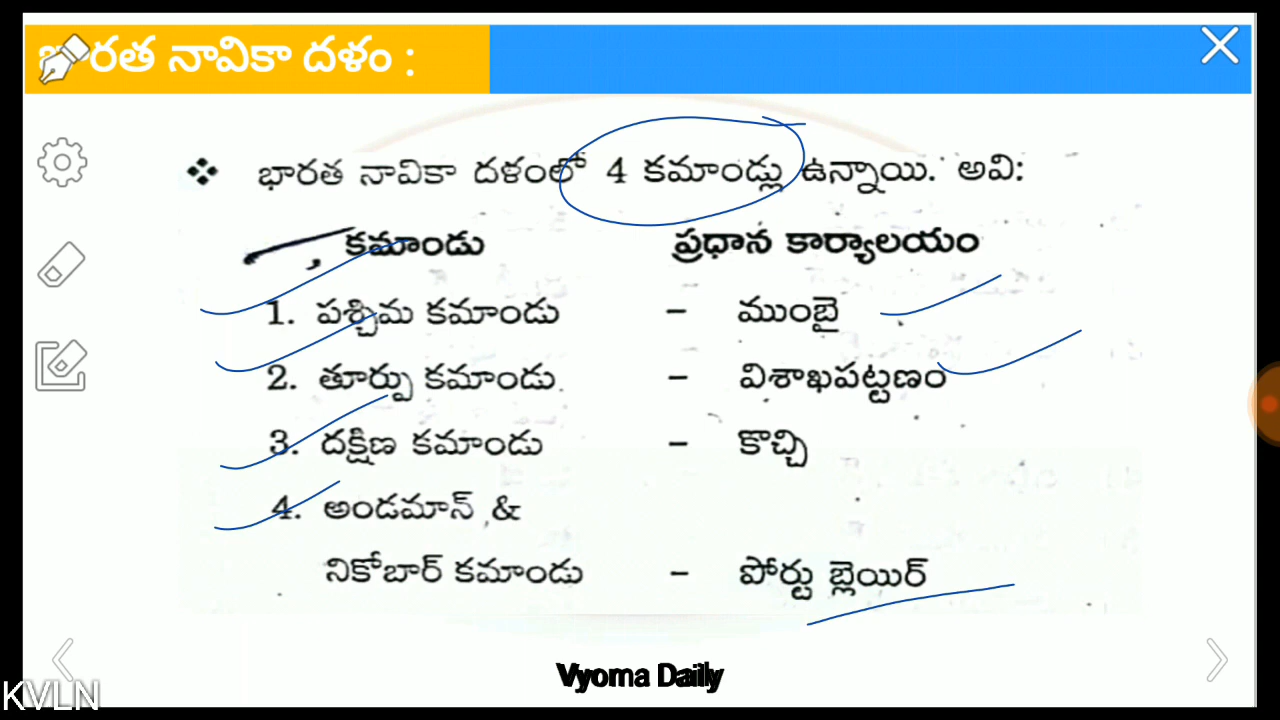 భారత నావికా దళం :
❖ భారత నావికా దళంలో 4 కమాండ్లు ఉన్నాయి. అవి:
కమాండు ప్రధాన కార్యాలయం
1. పశ్చిమ కమాండు – ముంబై
2. తూర్పు కమాండు – విశాఖపట్టణం
3. దక్షిణ కమాండు – కొచ్చి
4. అండమాన్ &
నికోబార్ కమాండు – పోర్టు బ్లెయిర్
Vyoma Daily
KVLN